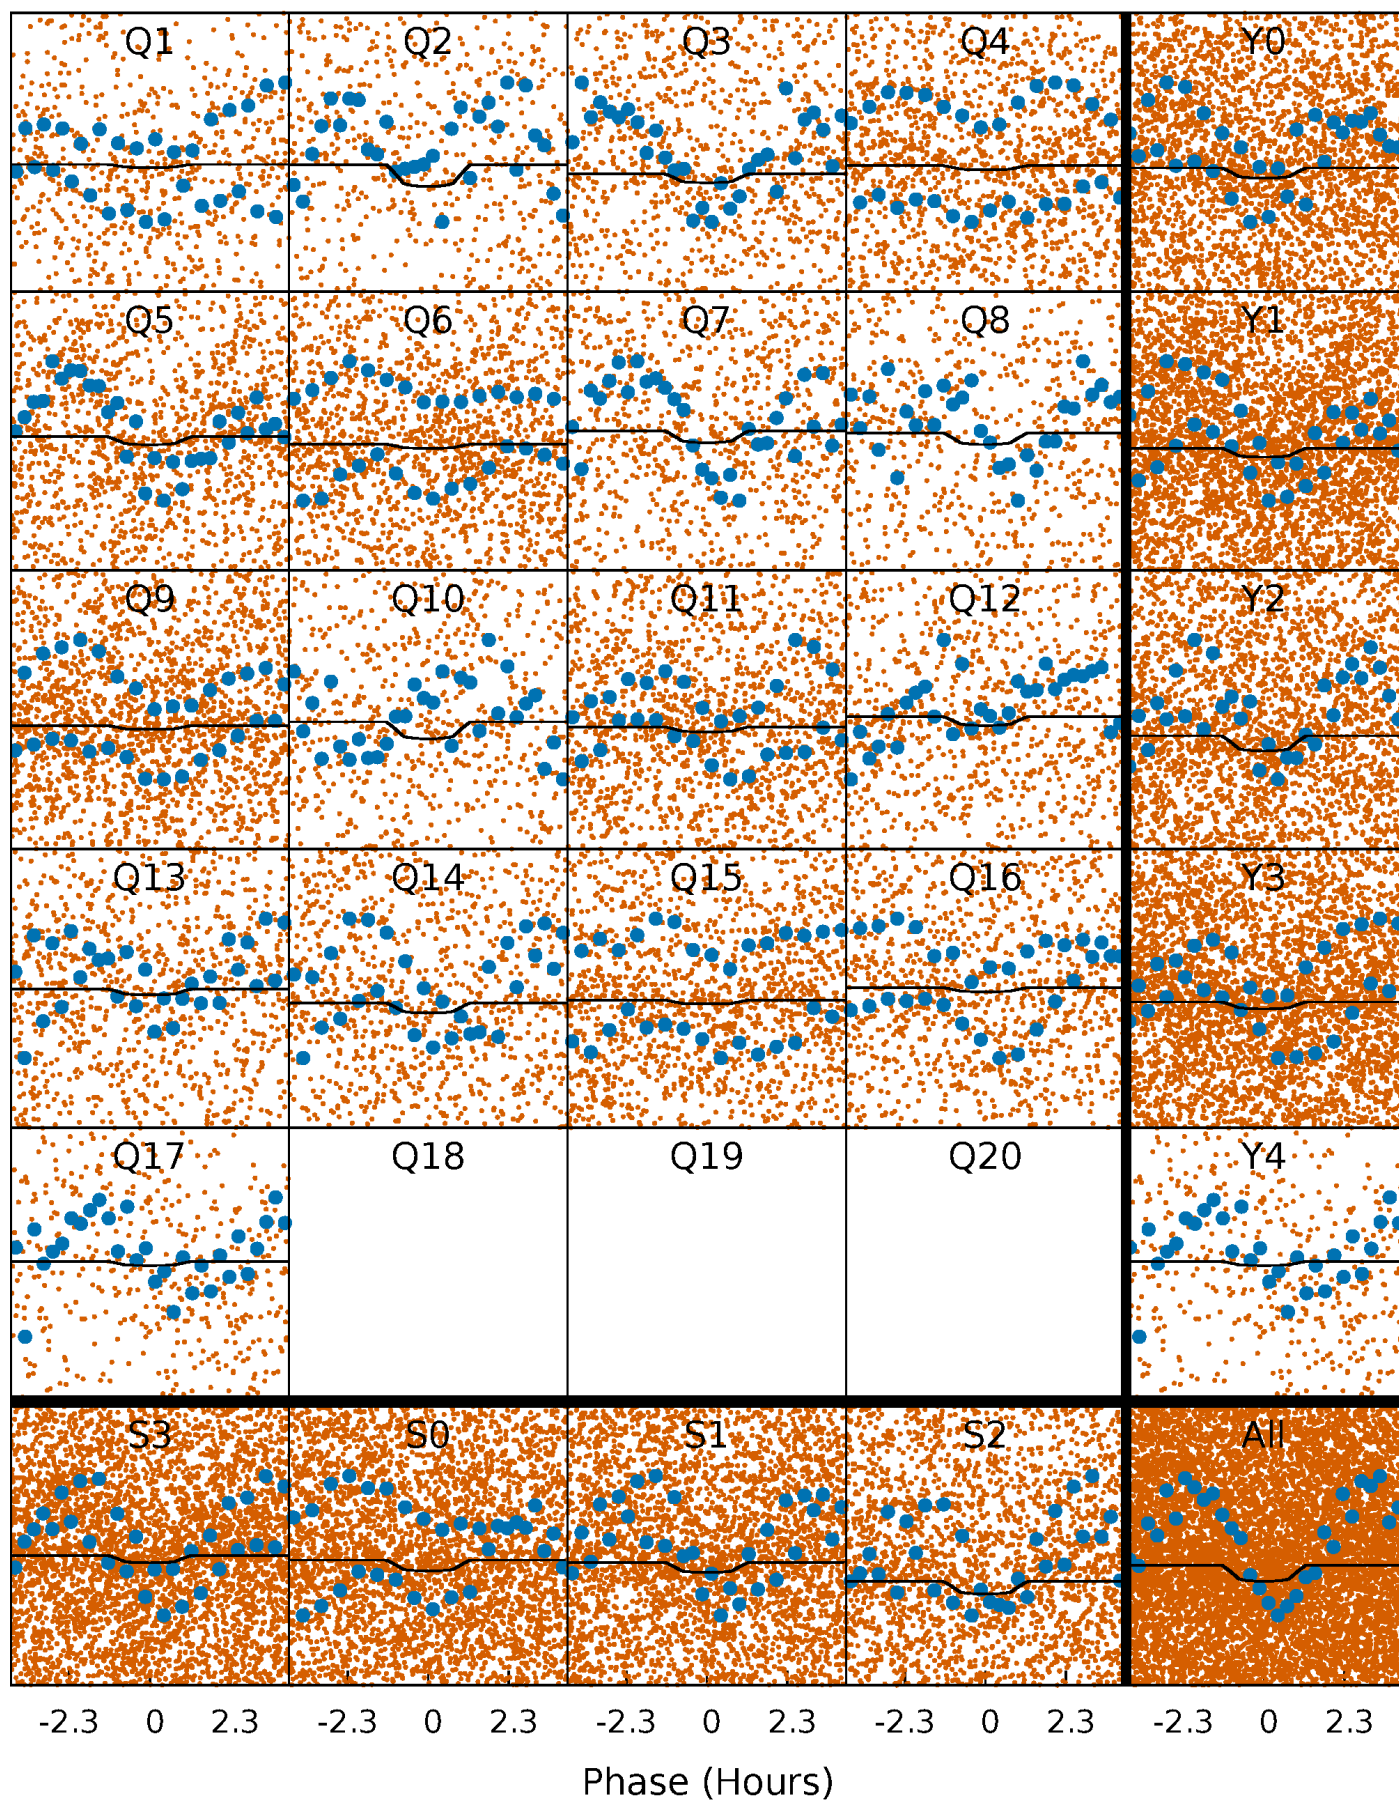 Q1 Q2 Q3 Q4 Y0
Q5 Q6 Q7 Q8 Y1
Q9 Q10 Q11 Q12 Y2
Q13 Q14 Q15 Q16 Y3
Q17 Q18 Q19 Q20 Y4
S3 S0 S1 S2 All
-2.3 0 2.3 -2.3 0 2.3 -2.3 0 2.3 -2.3 0 2.3 -2.3 0 2.3
Phase (Hours)